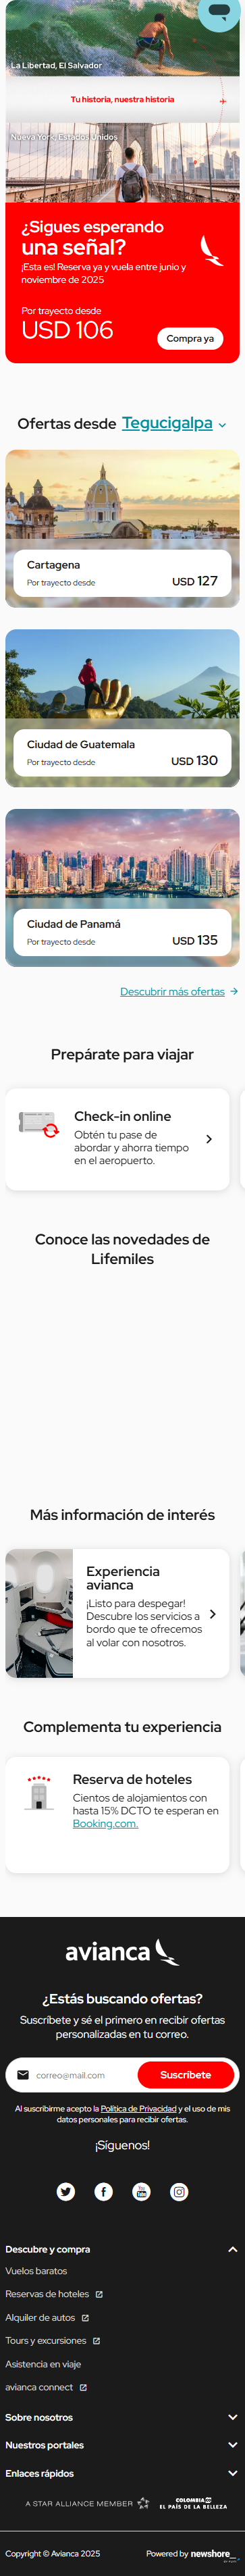 La Libertad, El Salvador
Tu historia, nuestra historia
Nueva York, Estados Unidos
¿Sigues esperando
una señal?
¡Esta es! Reserva ya y vuela entre junio y
noviembre de 2025
Por trayecto desde
USD 106
Compra ya
Ofertas desde Tegucigalpa
Cartagena
Por trayecto desde
USD 127
Ciudad de Guatemala
Por trayecto desde
USD 130
Ciudad de Panamá
Por trayecto desde
USD 135
Descubrir más ofertas
Prepárate para viajar
Check-in online
Obtén tu pase de
abordar y ahorra tiempo
en el aeropuerto.
Conoce las novedades de
Lifemiles
Más información de interés
Experiencia
avianca
¡Listo para despegar!
Descubre los servicios a
bordo que te ofrecemos
al volar con nosotros.
Complementa tu experiencia
Reserva de hoteles
Cientos de alojamientos con
hasta 15% DCTO te esperan en
Booking.com.
avianca
¿Estás buscando ofertas?
Suscríbete y sé el primero en recibir ofertas
personalizadas en tu correo.
correo@mail.com
Suscríbete
Al suscribirme acepto la Política de Privacidad y el uso de mis
datos personales para recibir ofertas.
¡Síguenos!
You
Tube
Descubre y compra
Vuelos baratos
Reservas de hoteles
Alquiler de autos
Tours y excursiones
Asistencia en viaje
avianca connect
Sobre nosotros
Nuestros portales
Enlaces rápidos
A STAR ALLIANCE MEMBER
COLOMBIA
EL PAÍS DE LA BELLEZA
Copyright © Avianca 2025
Powered by newshore_